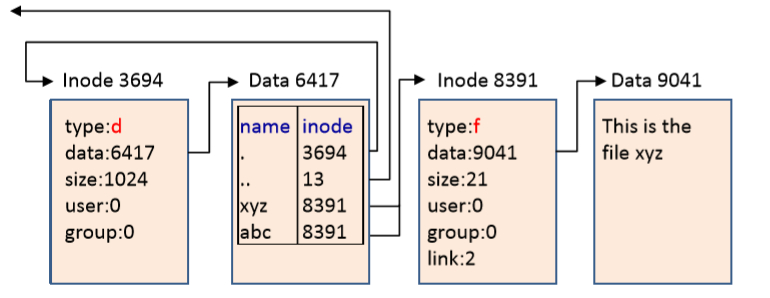 Inode 3694
type:d
data:6417
size:1024
user:0
group:0
Data 6417
name inode
. 3694
.. 13
xyz 8391
abc 8391
Inode 8391
type:f
data:9041
size:21
user:0
group:0
link:2
Data 9041
This is the
file xyz